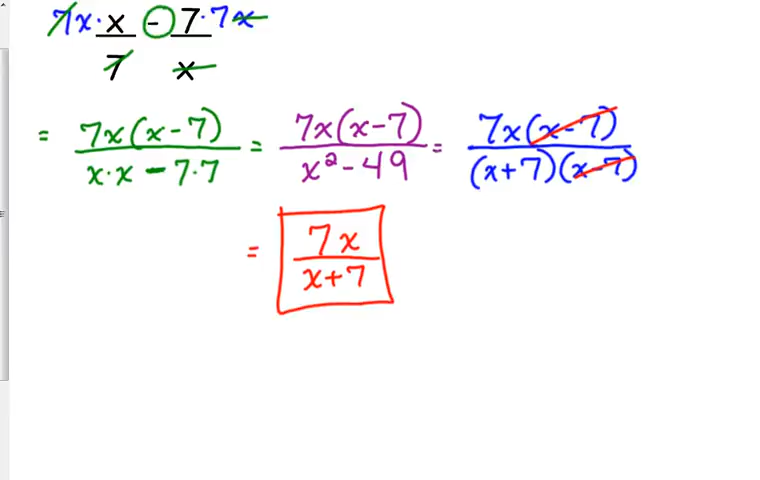 7x · x/7 − 7/x · 7x
= 7x(x-7)/(x·x - 7·7) = 7x(x-7)/(x² - 49) = 7x(x-7)/((x+7)(x-7))
= 7x/(x+7)